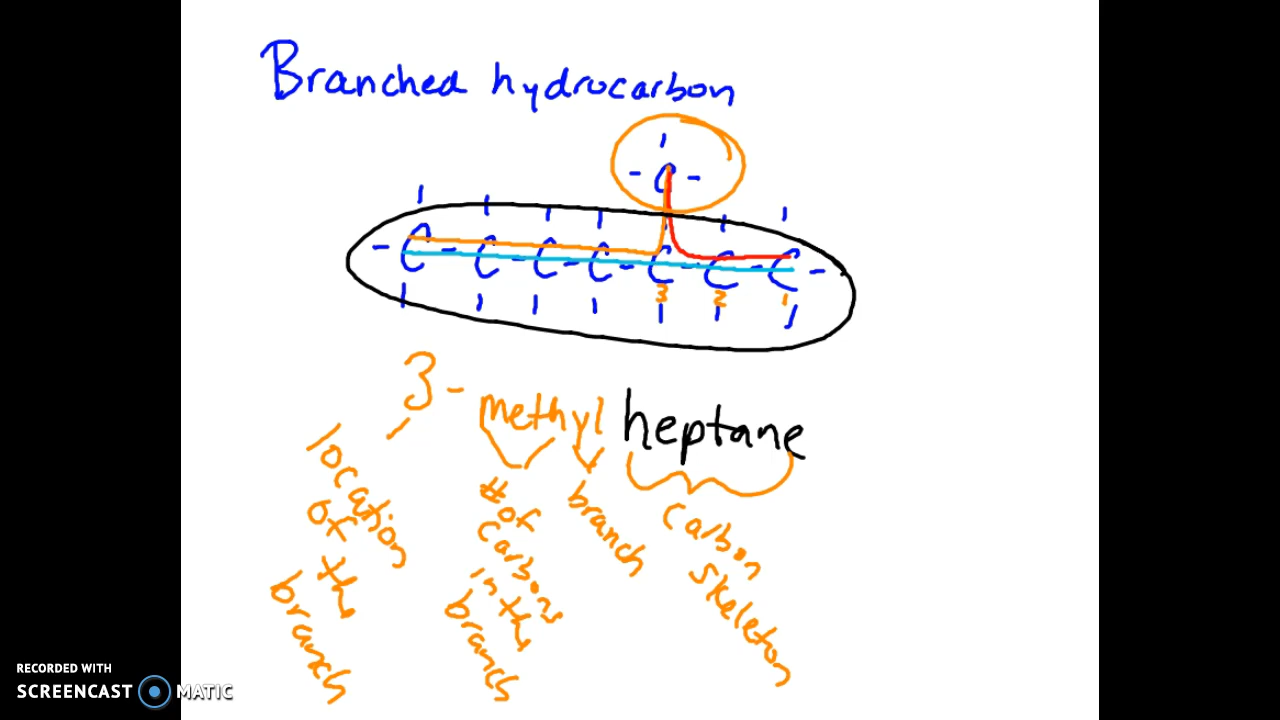 Branched hydrocarbon
C
C C C C C C C
3 2 1
3-methyl heptane
location
of the
branch
# of
carbons
in the
branch
branch
carbon
skeleton
RECORDED WITH
SCREENCAST MATIC